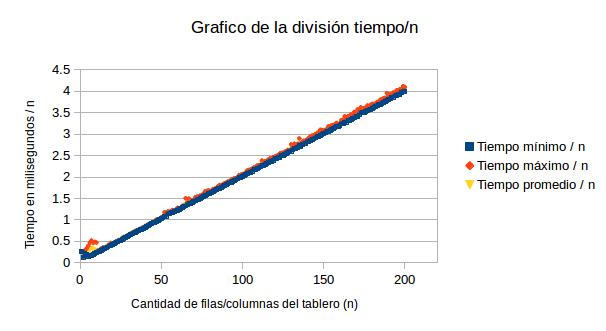 Grafico de la división tiempo/n
Tiempo en milisegundos / n
4.5
4
3.5
3
2.5
2
1.5
1
0.5
0
0 50 100 150 200
Cantidad de filas/columnas del tablero (n)
Tiempo mínimo / n
Tiempo máximo / n
Tiempo promedio / n